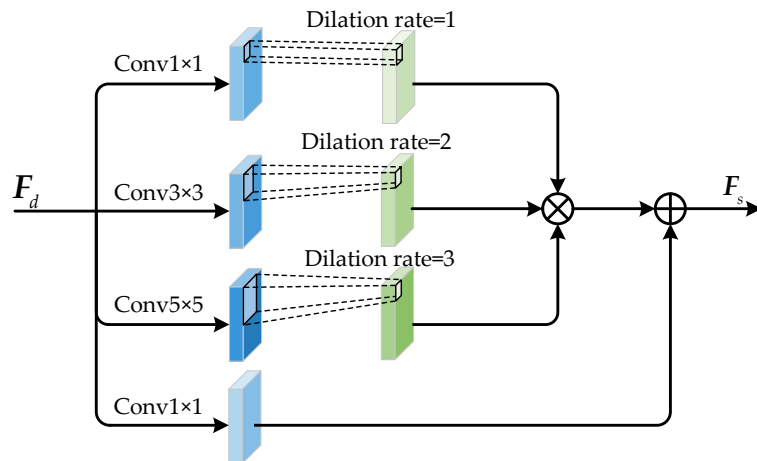 Dilation rate=1
Conv1×1
Dilation rate=2
Conv3×3
F_d
F_s
Dilation rate=3
Conv5×5
Conv1×1